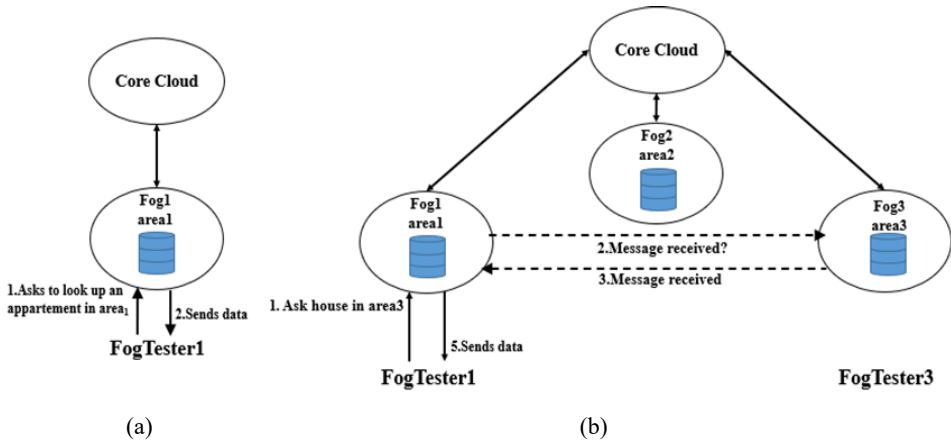 Core Cloud
Fog1
area1
1.Asks to look up an
appartement in area1
2.Sends data
FogTester1
(a)
Core Cloud
Fog2
area2
Fog1
area1
Fog3
area3
2.Message received?
3.Message received
1. Ask house in area3
5.Sends data
FogTester1
FogTester3
(b)